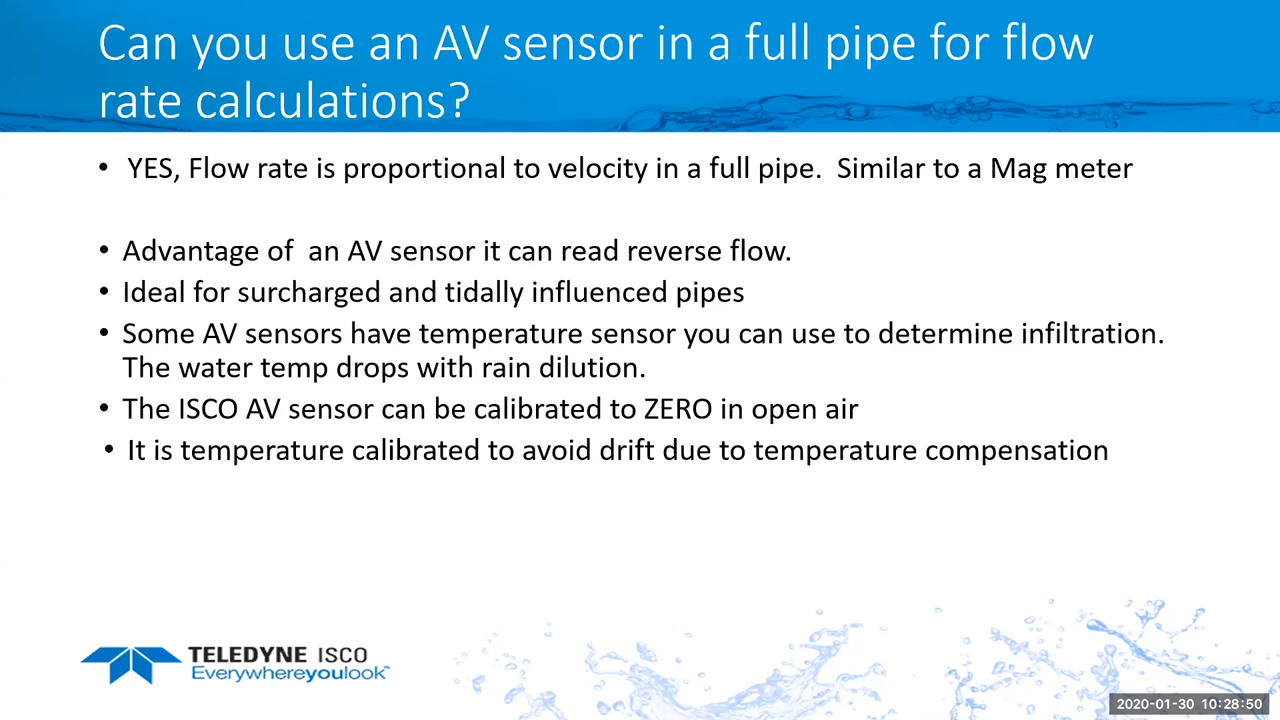 Can you use an AV sensor in a full pipe for flow
rate calculations?
• YES, Flow rate is proportional to velocity in a full pipe.  Similar to a Mag meter
• Advantage of  an AV sensor it can read reverse flow.
• Ideal for surcharged and tidally influenced pipes
• Some AV sensors have temperature sensor you can use to determine infiltration.
The water temp drops with rain dilution.
• The ISCO AV sensor can be calibrated to ZERO in open air
• It is temperature calibrated to avoid drift due to temperature compensation
TELEDYNE ISCO
Everywhereyoulook™
2020-01-30 10:28:50